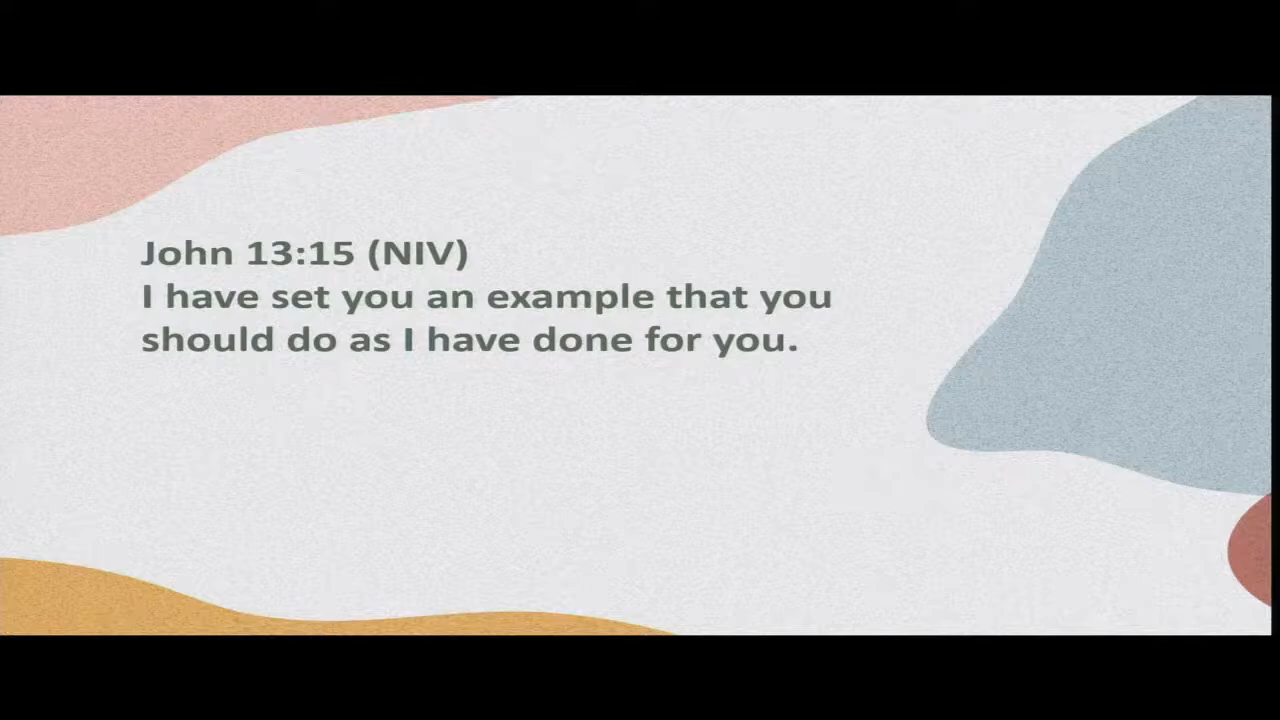 John 13:15 (NIV)
I have set you an example that you
should do as I have done for you.